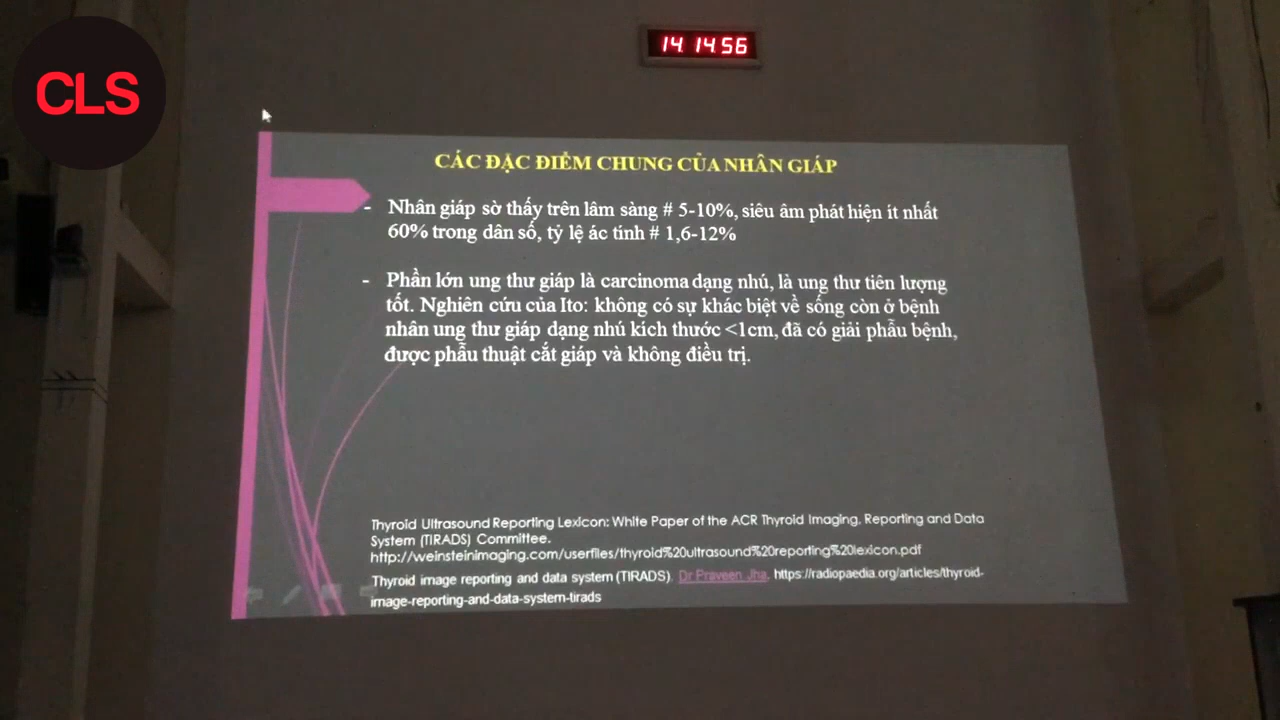 CLS
14.14.56
CÁC ĐẶC ĐIỂM CHUNG CỦA NHÂN GIÁP
- Nhân giáp sờ thấy trên lâm sàng # 5-10%, siêu âm phát hiện ít nhất
60% trong dân số, tỷ lệ ác tính # 1,6-12%
- Phần lớn ung thư giáp là carcinoma dạng nhú, là ung thư tiên lượng
tốt. Nghiên cứu của Ito: không có sự khác biệt về sống còn ở bệnh
nhân ung thư giáp dạng nhú kích thước <1cm, đã có giải phẫu bệnh,
được phẫu thuật cắt giáp và không điều trị.
Thyroid Ultrasound Reporting Lexicon: White Paper of the ACR Thyroid Imaging, Reporting and Data
System (TIRADS) Committee.
http://weinsteinimaging.com/userfiles/thyroid%20ultrasound%20reporting%20lexicon.pdf
Thyroid image reporting and data system (TIRADS). Dr Praveen Jha. https://radiopaedia.org/articles/thyroid-
image-reporting-and-data-system-tirads